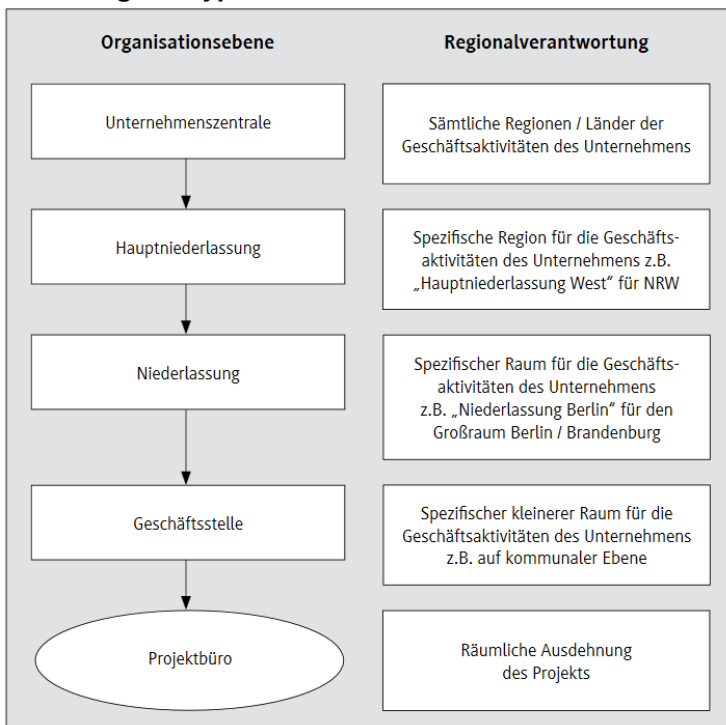 Organisationsebene
Regionalverantwortung
Unternehmenszentrale
Sämtliche Regionen / Länder der
Geschäftsaktivitäten des Unternehmens
Hauptniederlassung
Spezifische Region für die Geschäfts-
aktivitäten des Unternehmens z.B.
„Hauptniederlassung West“ für NRW
Niederlassung
Spezifischer Raum für die Geschäfts-
aktivitäten des Unternehmens
z.B. „Niederlassung Berlin“ für den
Großraum Berlin / Brandenburg
Geschäftsstelle
Spezifischer kleinerer Raum für die
Geschäftsaktivitäten des Unternehmens
z.B. auf kommunaler Ebene
Projektbüro
Räumliche Ausdehnung
des Projekts